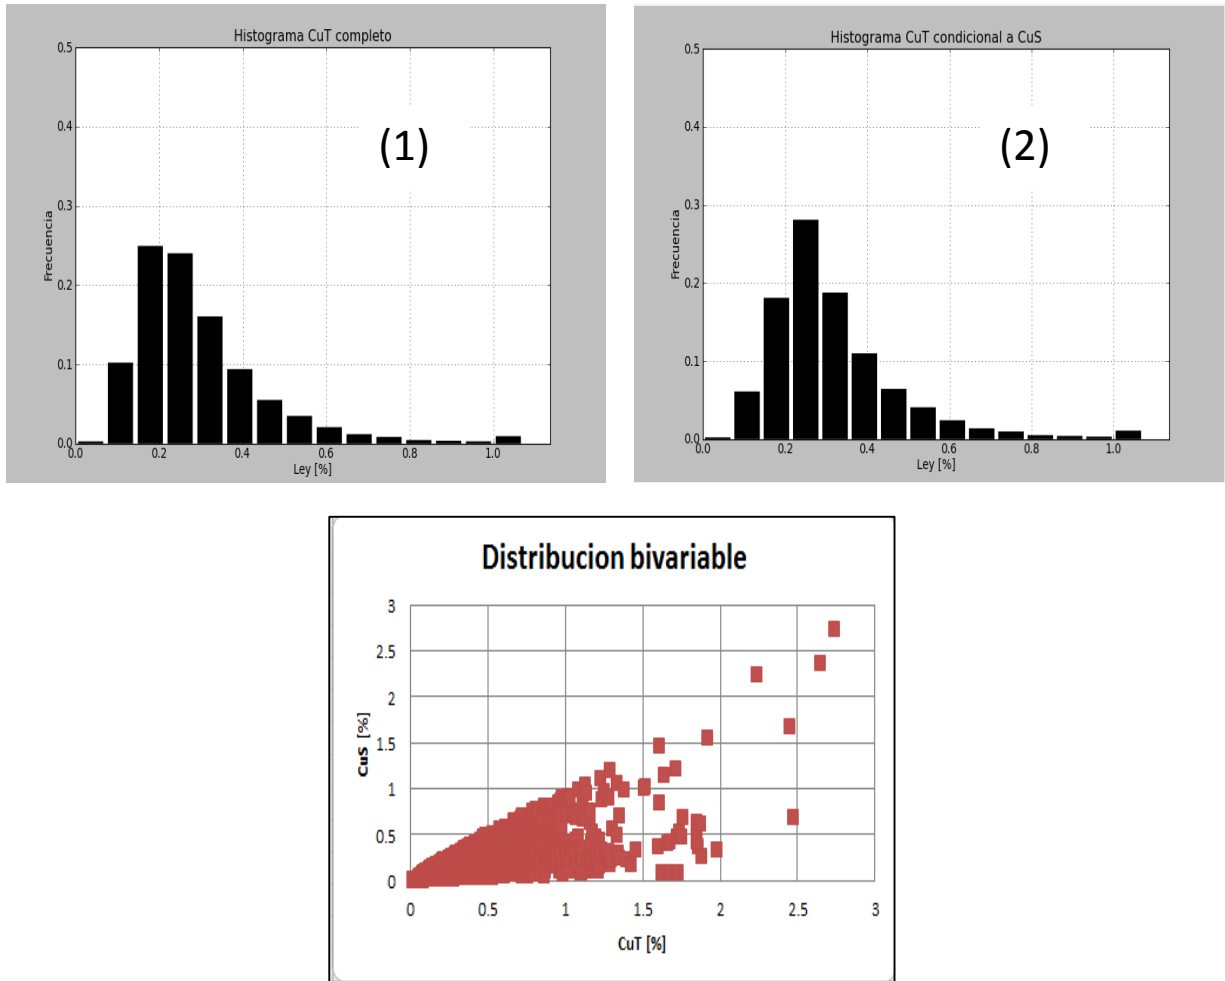 Histograma CuT completo
(1)
Frecuencia
0.5
0.4
0.3
0.2
0.1
0.0
0.0 0.2 0.4 0.6 0.8 1.0
Ley [%]
Histograma CuT condicional a CuS
(2)
Frecuencia
0.5
0.4
0.3
0.2
0.1
0.0
0.0 0.2 0.4 0.6 0.8 1.0
Ley [%]
Distribucion bivariable
CuS [%]
3
2.5
2
1.5
1
0.5
0
0 0.5 1 1.5 2 2.5 3
CuT [%]